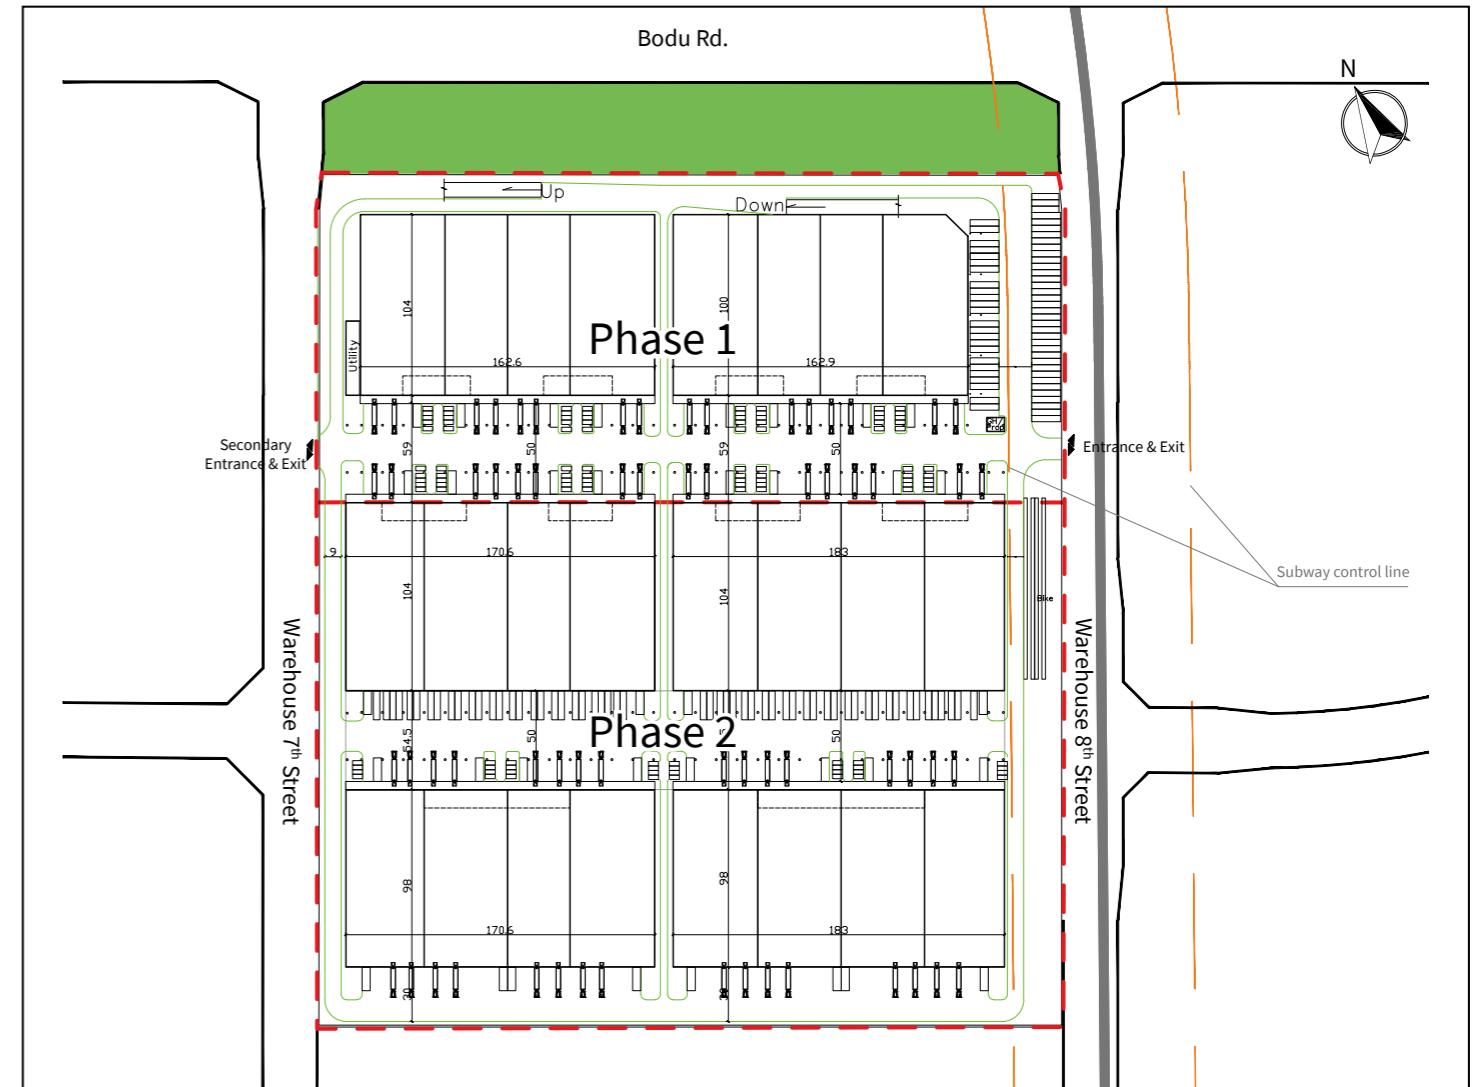 Bodu Rd.
N
Up
Down
104
100
Phase 1
Utility
162.6
162.9
Secondary
Entrance & Exit
59
50
59
50
Entrance & Exit
9
170.6
183
Subway control line
104
104
Bike
Warehouse 7th Street
Warehouse 8th Street
54.5
50
Phase 2
50
98
98
170.6
183
30